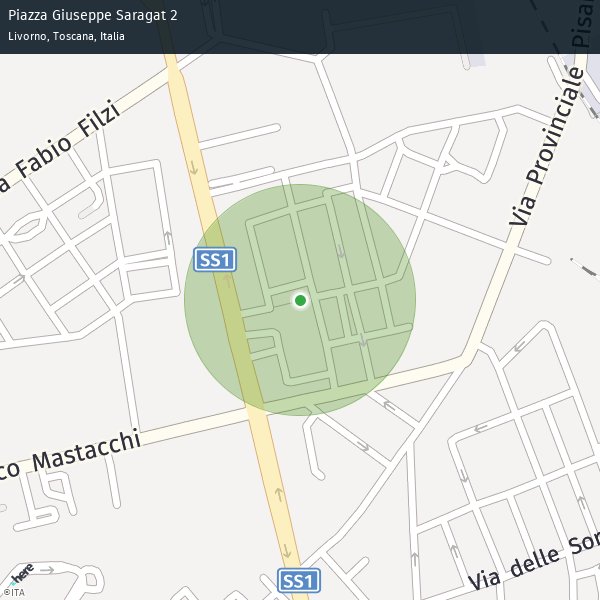 Piazza Giuseppe Saragat 2
Livorno, Toscana, Italia
a Fabio Filzi
Via Provinciale Pisa
SS1
co Mastacchi
Via delle Sor
SS1
here
©ITA